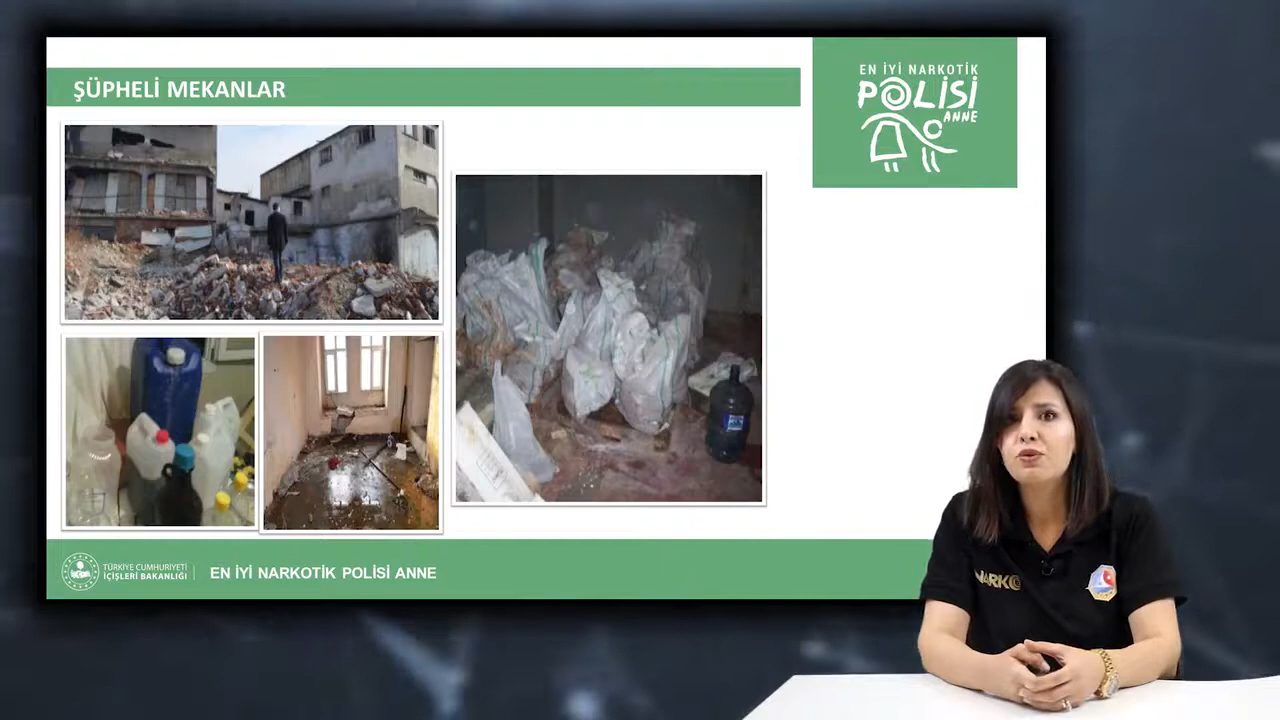 ŞÜPHELİ MEKANLAR
EN İYİ NARKOTİK
POLİSİ
ANNE
TÜRKİYE CUMHURİYETİ
İÇİŞLERİ BAKANLIĞI
EN İYİ NARKOTİK POLİSİ ANNE
NARKO